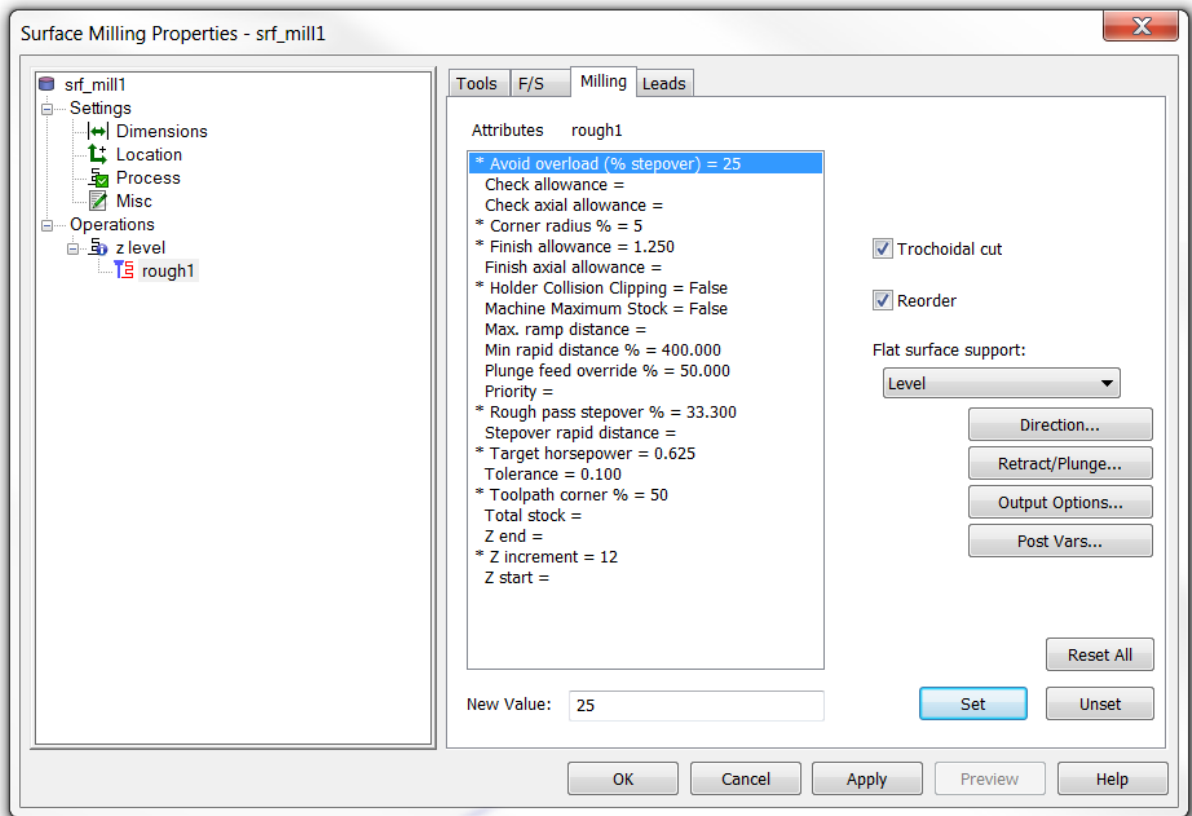 Surface Milling Properties - srf_mill1
srf_mill1
Settings
Dimensions
Location
Process
Misc
Operations
z level
rough1
Tools
F/S
Milling
Leads
Attributes rough1
* Avoid overload (% stepover) = 25
Check allowance =
Check axial allowance =
* Corner radius % = 5
* Finish allowance = 1.250
Finish axial allowance =
* Holder Collision Clipping = False
Machine Maximum Stock = False
Max. ramp distance =
Min rapid distance % = 400.000
Plunge feed override % = 50.000
Priority =
* Rough pass stepover % = 33.300
Stepover rapid distance =
* Target horsepower = 0.625
Tolerance = 0.100
* Toolpath corner % = 50
Total stock =
Z end =
* Z increment = 12
Z start =
Trochoidal cut
Reorder
Flat surface support:
Level
Direction...
Retract/Plunge...
Output Options...
Post Vars...
Reset All
New Value: 25
Set
Unset
OK
Cancel
Apply
Preview
Help